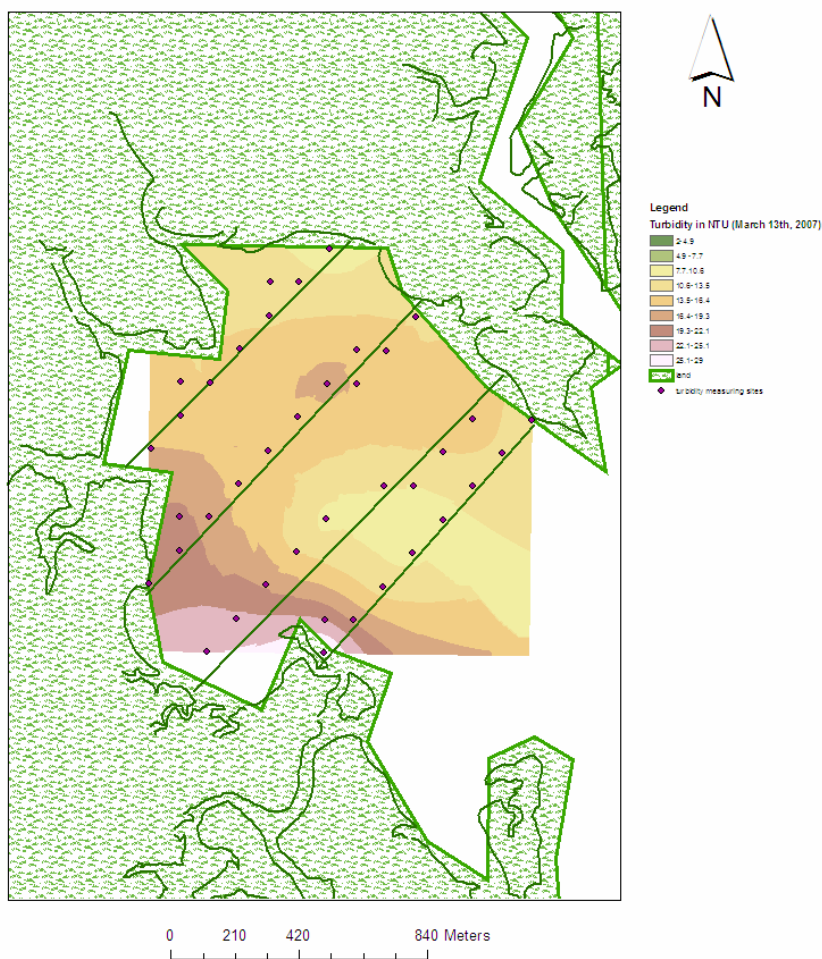 N
Legend
Turbidity in NTU (March 13th, 2007)
2-4.9
4.9 -7.7
7.7-10.6
10.6-13.5
13.5-16.4
16.4-19.3
19.3-22.1
22.1-25.1
25.1-29
land
turbidity measuring sites
0 210 420 840 Meters